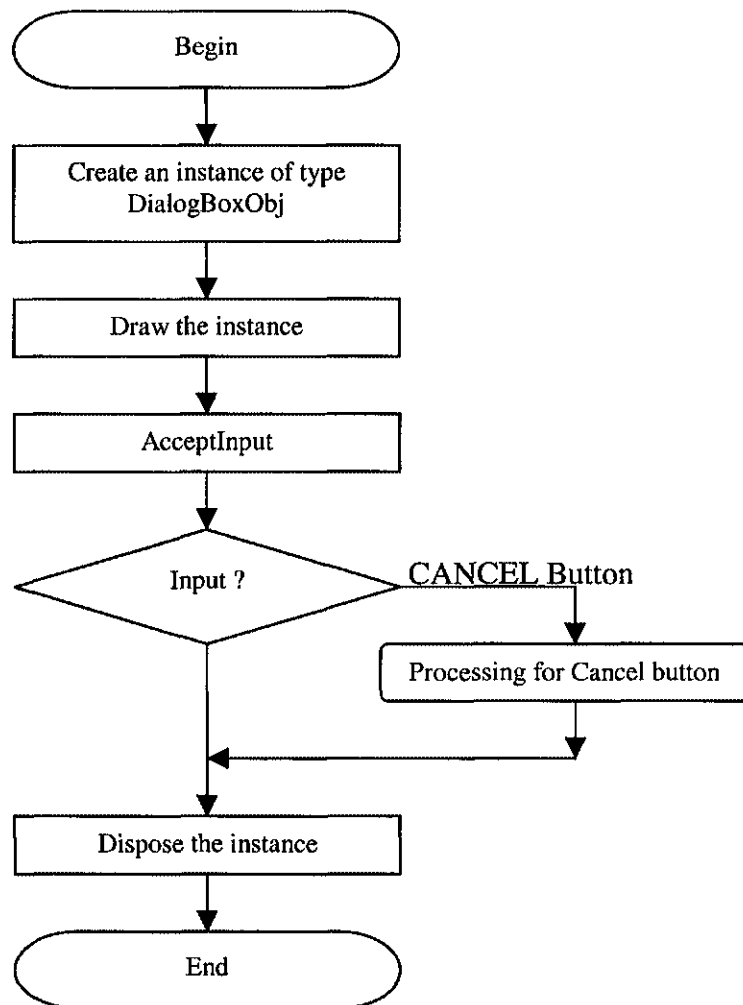 Begin
Create an instance of type
DialogBoxObj
Draw the instance
AcceptInput
Input ?
CANCEL Button
Processing for Cancel button
Dispose the instance
End